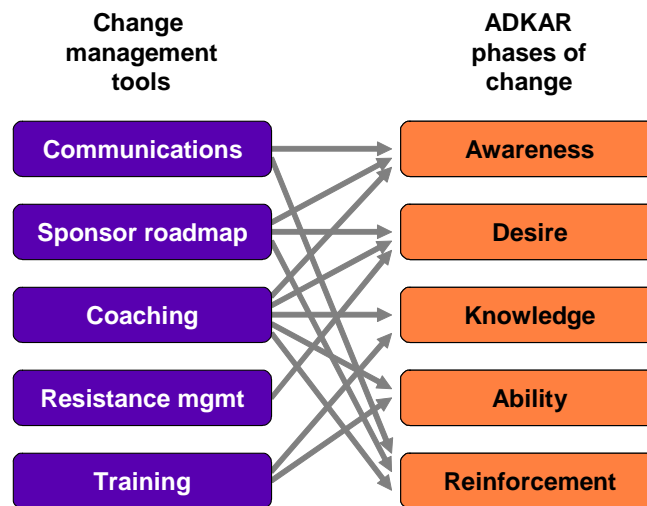 Change
management
tools
ADKAR
phases of
change
Communications
Awareness
Sponsor roadmap
Desire
Coaching
Knowledge
Resistance mgmt
Ability
Training
Reinforcement